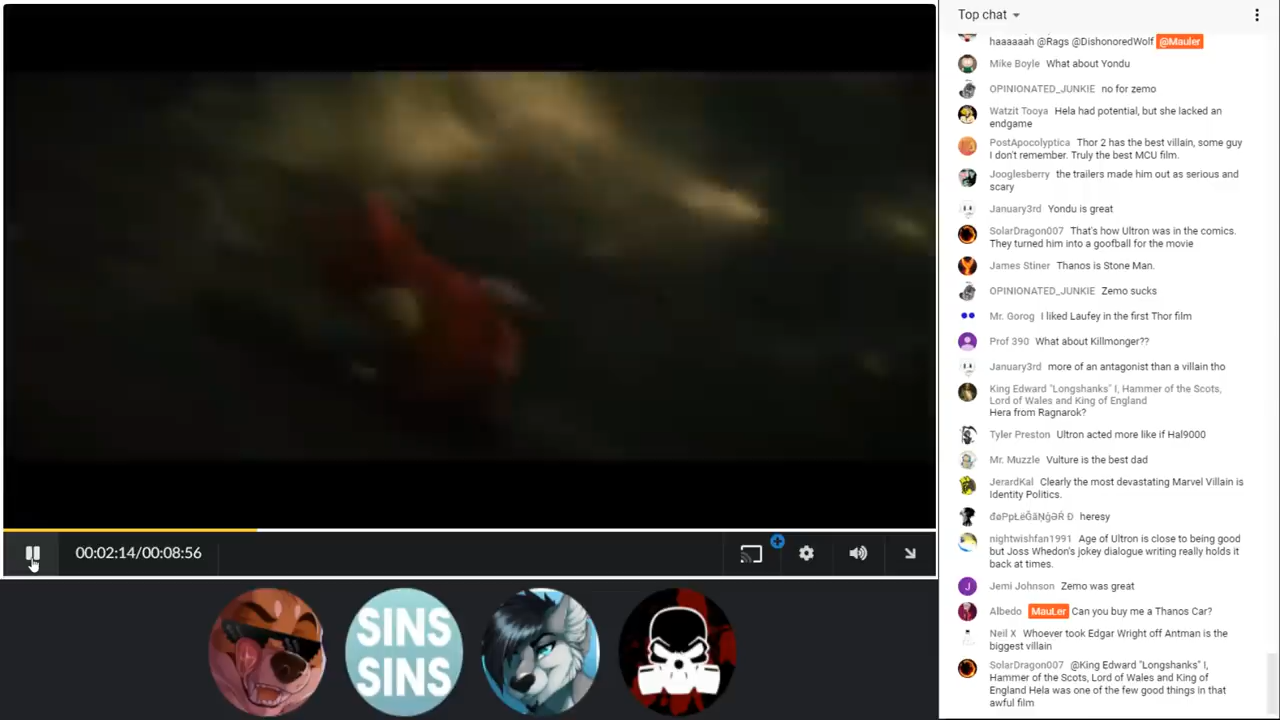 Top chat
haaaaaah @Rags @DishonoredWolf @Mauler
Mike Boyle What about Yondu
OPINIONATED_JUNKIE no for zemo
Watzit Tooya Hela had potential, but she lacked an
endgame
PostApocolyptica Thor 2 has the best villain, some guy
I don't remember. Truly the best MCU film.
Jooglesberry the trailers made him out as serious and
scary
January3rd Yondu is great
SolarDragon007 That's how Ultron was in the comics.
They turned him into a goofball for the movie
James Stiner Thanos is Stone Man.
OPINIONATED_JUNKIE Zemo sucks
Mr. Gorog I liked Laufey in the first Thor film
Prof 390 What about Killmonger??
January3rd more of an antagonist than a villain tho
King Edward "Longshanks" I, Hammer of the Scots,
Lord of Wales and King of England
Hera from Ragnarok?
Tyler Preston Ultron acted more like if Hal9000
Mr. Muzzle Vulture is the best dad
JerardKal Clearly the most devastating Marvel Villain is
Identity Politics.
heresy
nightwishfan1991 Age of Ultron is close to being good
but Joss Whedon's jokey dialogue writing really holds it
back at times.
Jemi Johnson Zemo was great
Albedo MauLer Can you buy me a Thanos Car?
Neil X Whoever took Edgar Wright off Antman is the
biggest villain
SolarDragon007 @King Edward "Longshanks" I,
Hammer of the Scots, Lord of Wales and King of
England Hela was one of the few good things in that
awful film
00:02:14/00:08:56
SINS
SINS